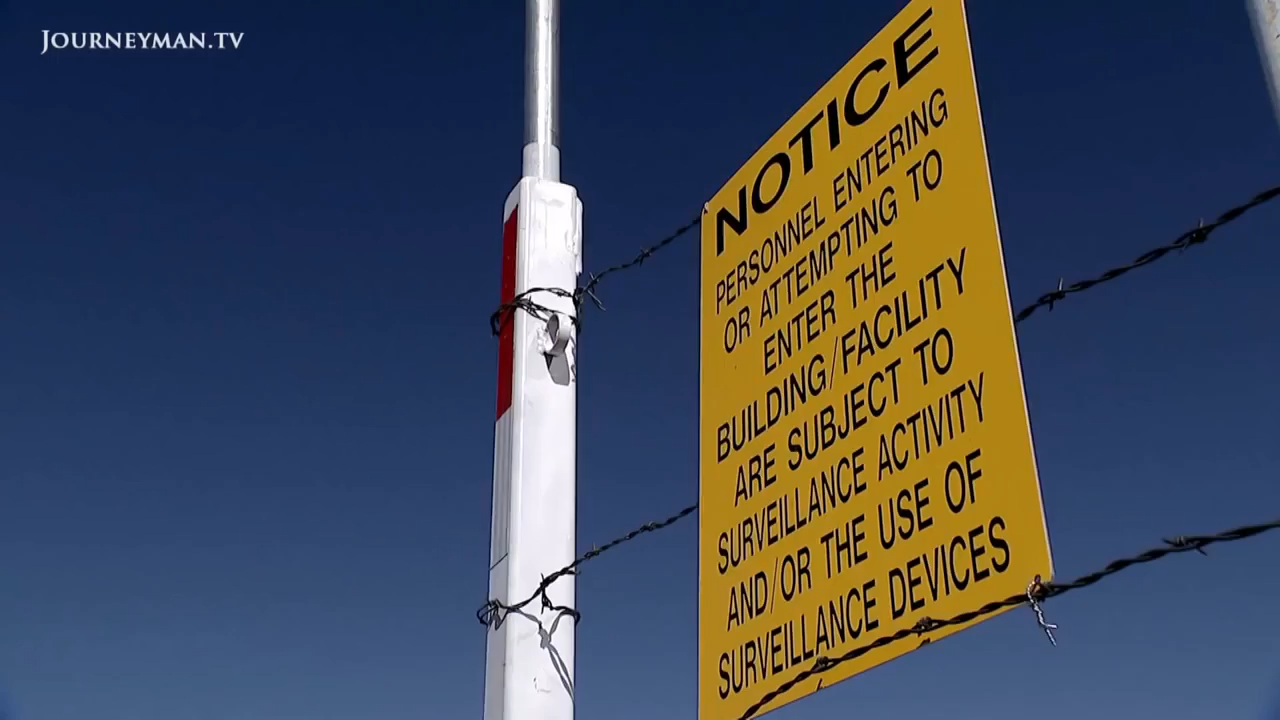 JOURNEYMAN.TV
NOTICE
PERSONNEL ENTERING
OR ATTEMPTING TO
ENTER THE
BUILDING/FACILITY
ARE SUBJECT TO
SURVEILLANCE ACTIVITY
AND/OR THE USE OF
SURVEILLANCE DEVICES